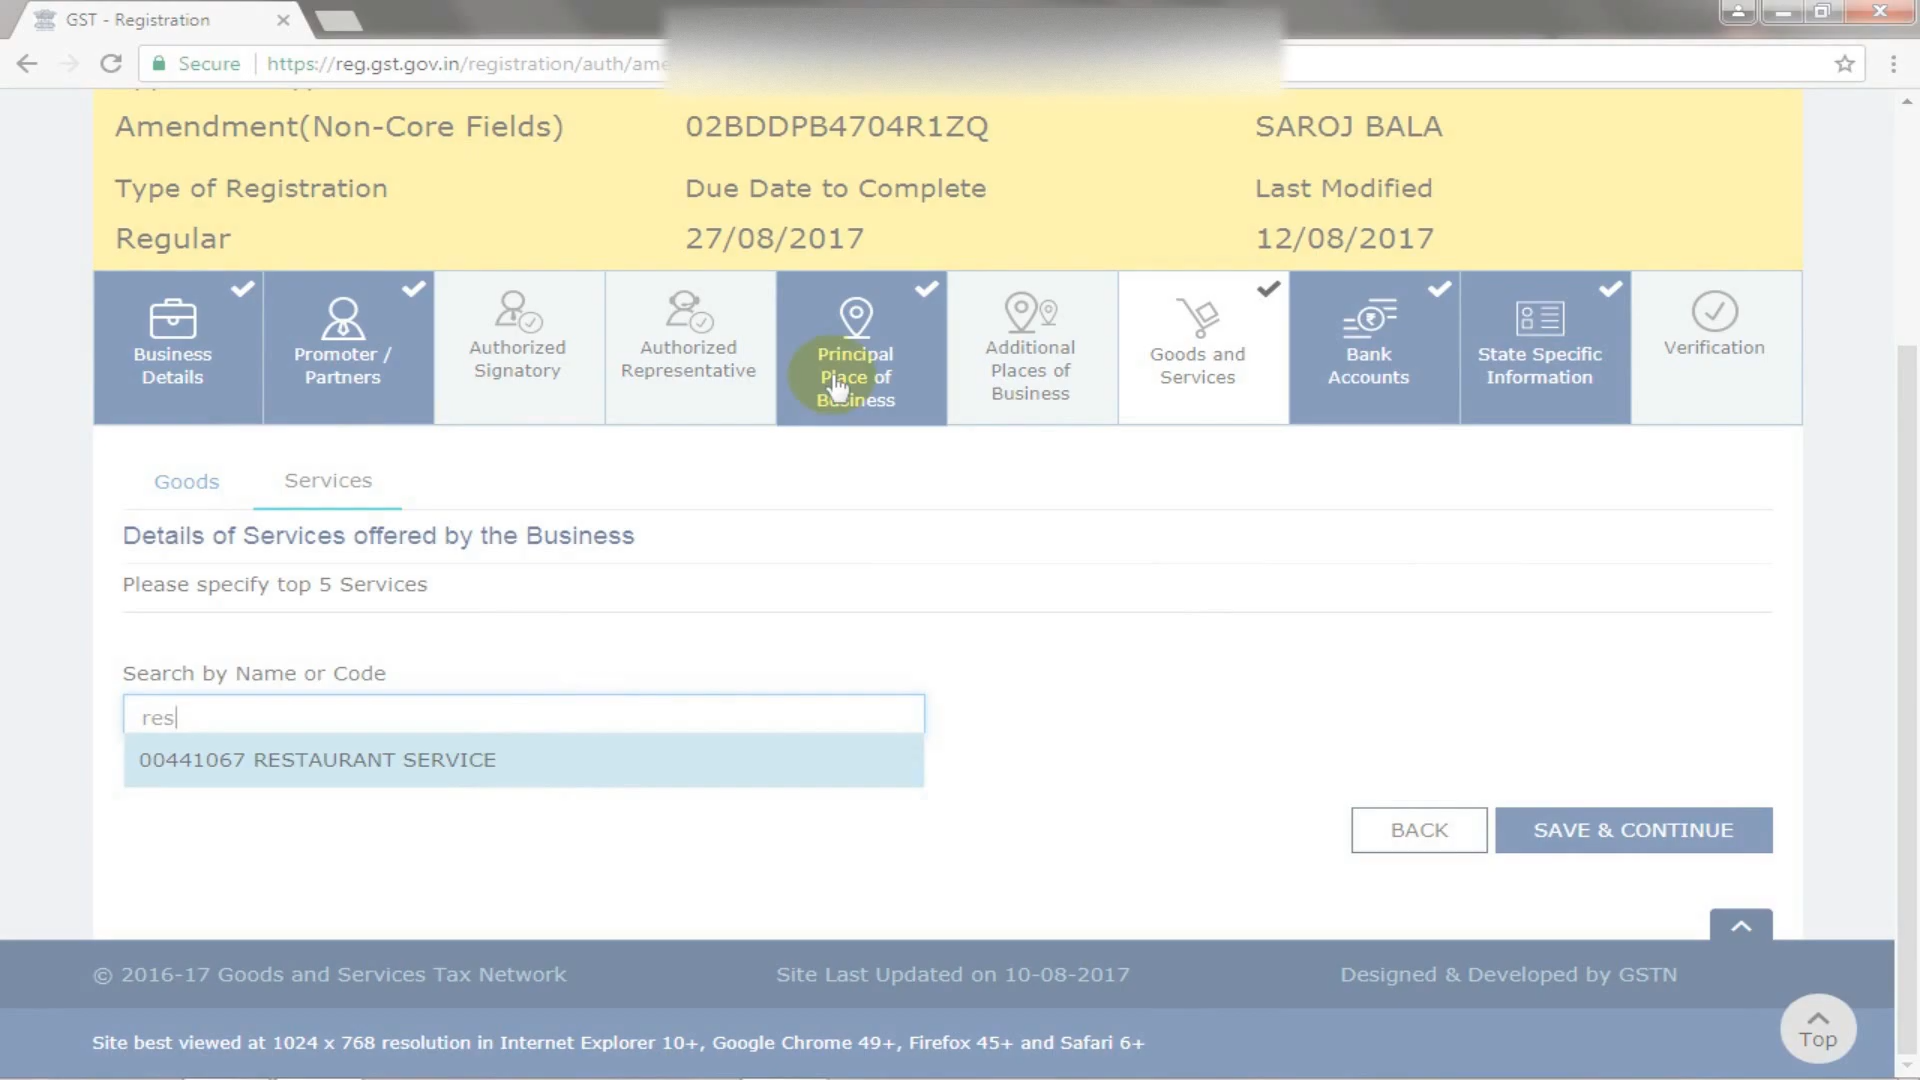 GST - Registration
Secure
https://reg.gst.gov.in/registration/auth/ame
Amendment(Non-Core Fields)
02BDDPB4704R1ZQ
SAROJ BALA
Type of Registration
Due Date to Complete
Last Modified
Regular
27/08/2017
12/08/2017
Business
Details
Promoter /
Partners
Authorized
Signatory
Authorized
Representative
Principal
Place of
Business
Additional
Places of
Business
Goods and
Services
Bank
Accounts
State Specific
Information
Verification
Goods
Services
Details of Services offered by the Business
Please specify top 5 Services
Search by Name or Code
res
00441067 RESTAURANT SERVICE
BACK
SAVE & CONTINUE
© 2016-17 Goods and Services Tax Network
Site Last Updated on 10-08-2017
Designed & Developed by GSTN
Site best viewed at 1024 x 768 resolution in Internet Explorer 10+, Google Chrome 49+, Firefox 45+ and Safari 6+
Top